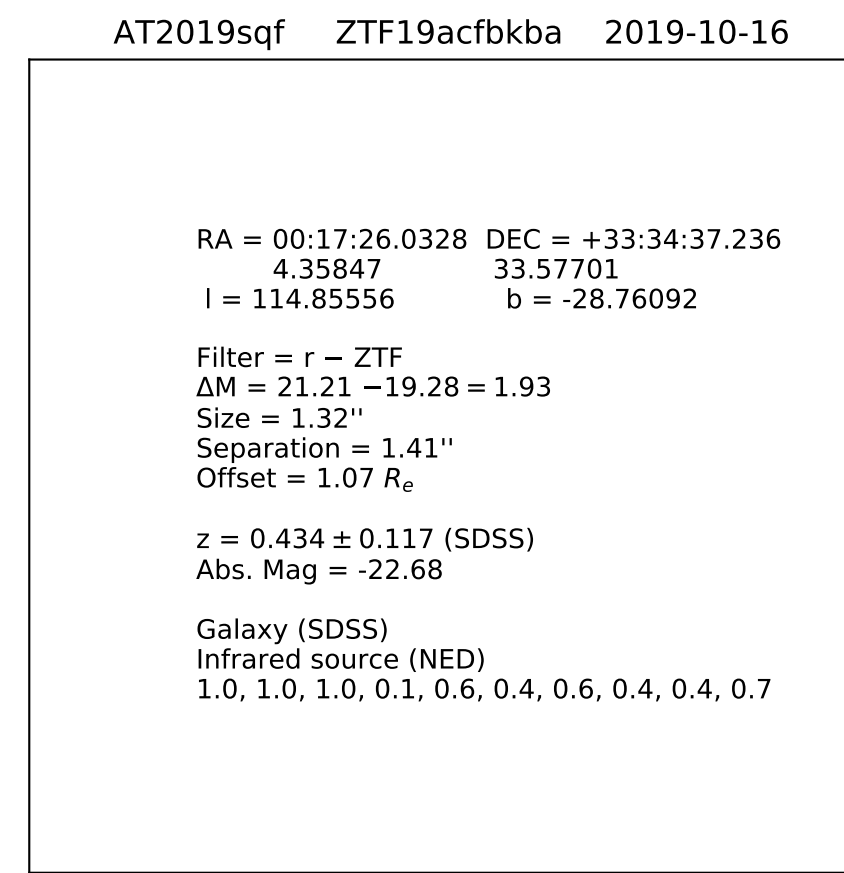 AT2019sqf ZTF19acfbkba 2019-10-16
RA = 00:17:26.0328 DEC = +33:34:37.236
4.35847 33.57701
l = 114.85556 b = -28.76092
Filter = r − ZTF
ΔM = 21.21 −19.28 = 1.93
Size = 1.32''
Separation = 1.41''
Offset = 1.07 Re
z = 0.434 ± 0.117 (SDSS)
Abs. Mag = -22.68
Galaxy (SDSS)
Infrared source (NED)
1.0, 1.0, 1.0, 0.1, 0.6, 0.4, 0.6, 0.4, 0.4, 0.7